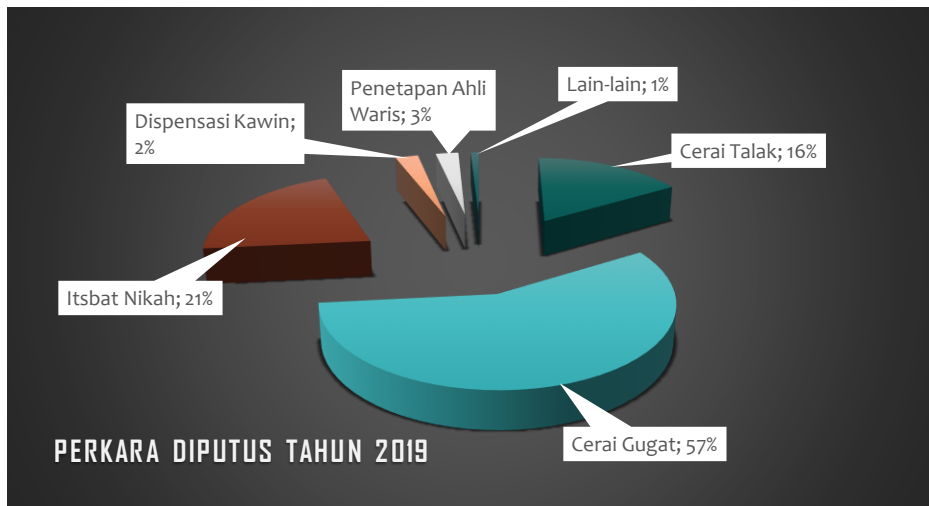 Penetapan Ahli
Waris; 3%
Lain-lain; 1%
Dispensasi Kawin;
2%
Cerai Talak; 16%
Itsbat Nikah; 21%
Cerai Gugat; 57%
PERKARA DIPUTUS TAHUN 2019